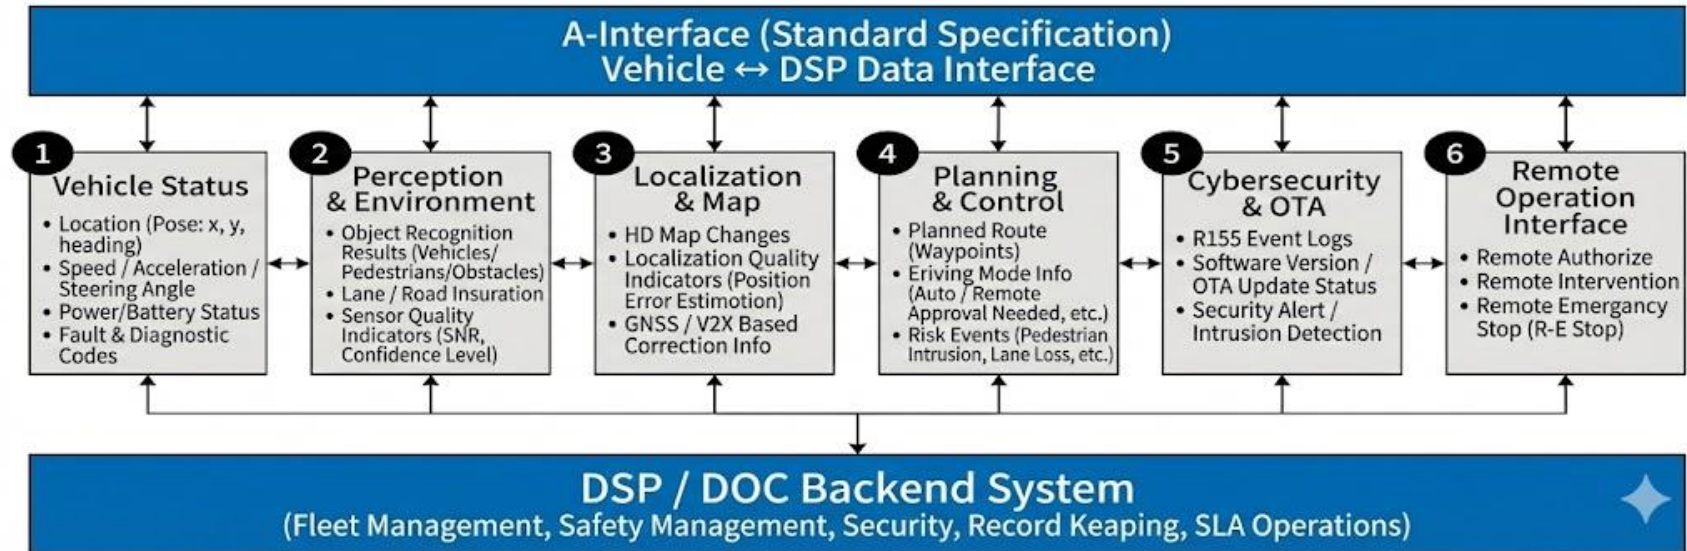 A-Interface (Standard Specification)
Vehicle ↔ DSP Data Interface
1
Vehicle Status
• Location (Pose: x, y,
heading)
• Speed / Acceleration /
Steering Angle
• Power/Battery Status
• Fault & Diagnostic
Codes
2
Perception
& Environment
• Object Recognition
Results (Vehicles/
Pedestrians/Obstacles)
• Lane / Road Insuration
• Sensor Quality
Indicators (SNR,
Confidence Level)
3
Localization
& Map
• HD Map Changes
• Localization Quality
Indicators (Position
Error Estimotion)
• GNSS / V2X Based
Correction Info
4
Planning
& Control
• Planned Route
(Waypoints)
• Eriving Mode Info
(Auto / Remote
Approval Needed, etc.)
• Risk Events (Pedestrian
Intrusion, Lane Loss, etc.)
5
Cybersecurity
& OTA
• R155 Event Logs
• Software Version /
OTA Update Status
• Security Alert /
Intrusion Detection
6
Remote
Operation
Interface
• Remote Authorize
• Remote Intervention
• Remote Emergancy
Stop (R-E Stop)
DSP / DOC Backend System
(Fleet Management, Safety Management, Security, Record Keaping, SLA Operations)